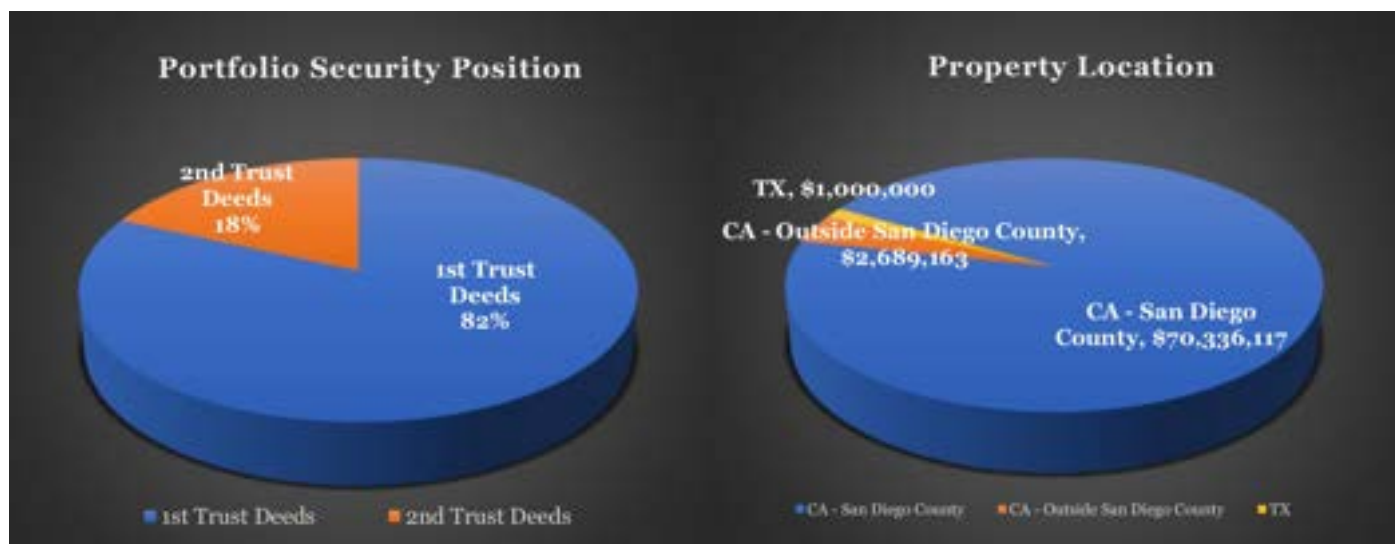 Portfolio Security Position
2nd Trust
Deeds
18%
1st Trust
Deeds
82%
1st Trust Deeds
2nd Trust Deeds
Property Location
TX, $1,000,000
CA - Outside San Diego County,
$2,689,163
CA - San Diego
County, $70,336,117
CA - San Diego County
CA - Outside San Diego County
TX